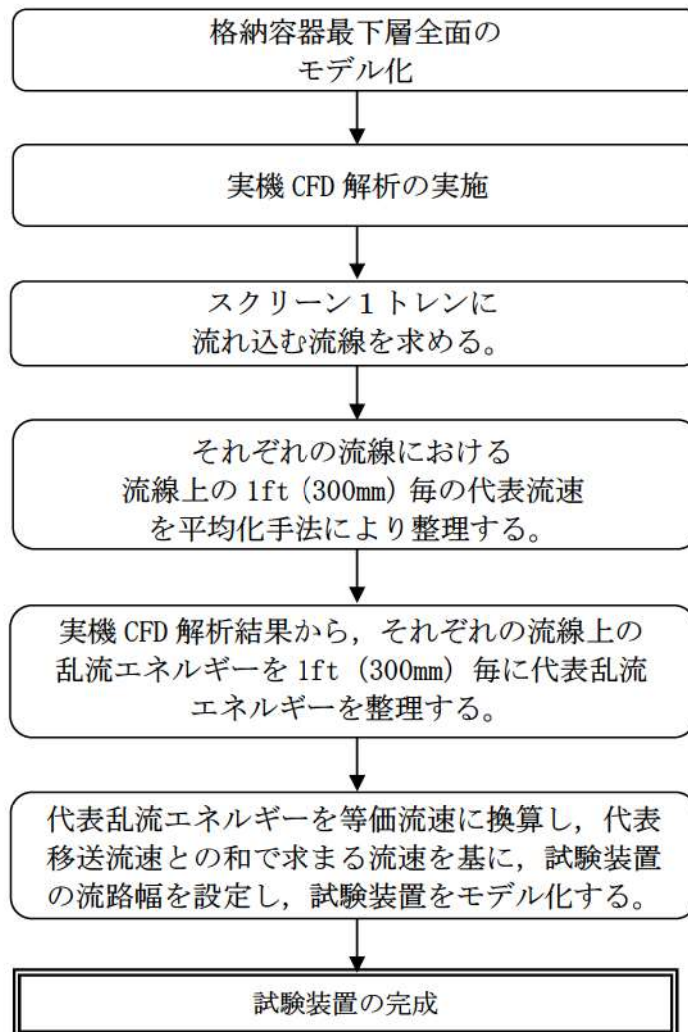 格納容器最下層全面の
モデル化
実機 CFD 解析の実施
スクリーン１トレンに
流れ込む流線を求める。
それぞれの流線における
流線上の 1ft (300mm) 毎の代表流速
を平均化手法により整理する。
実機 CFD 解析結果から，それぞれの流線上の
乱流エネルギーを 1ft (300mm) 毎に代表乱流
エネルギーを整理する。
代表乱流エネルギーを等価流速に換算し，代表
移送流速との和で求まる流速を基に，試験装置
の流路幅を設定し，試験装置をモデル化する。
試験装置の完成